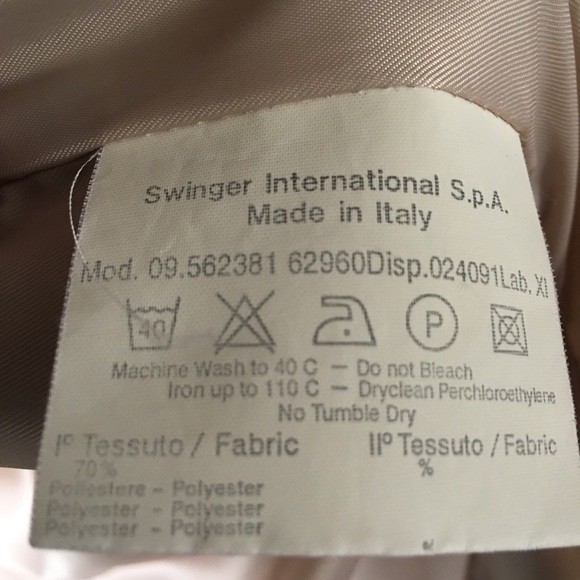 Swinger International S.p.A.
Made in Italy
Mod. 09.562381 62960Disp.024091Lab. XI
40 P
Machine Wash to 40 C — Do not Bleach
Iron up to 110 C — Dryclean Perchloroethylene
No Tumble Dry
I° Tessuto / Fabric II° Tessuto / Fabric
70% %
Poliestere - Polyester
Polyester - Polyester
Polyester - Polyester